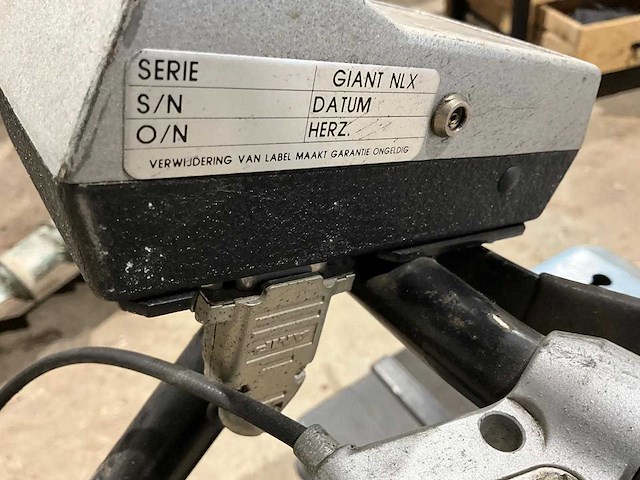 SERIE GIANT NLX
S/N DATUM
O/N HERZ.
VERWIJDERING VAN LABEL MAAKT GARANTIE ONGELDIG